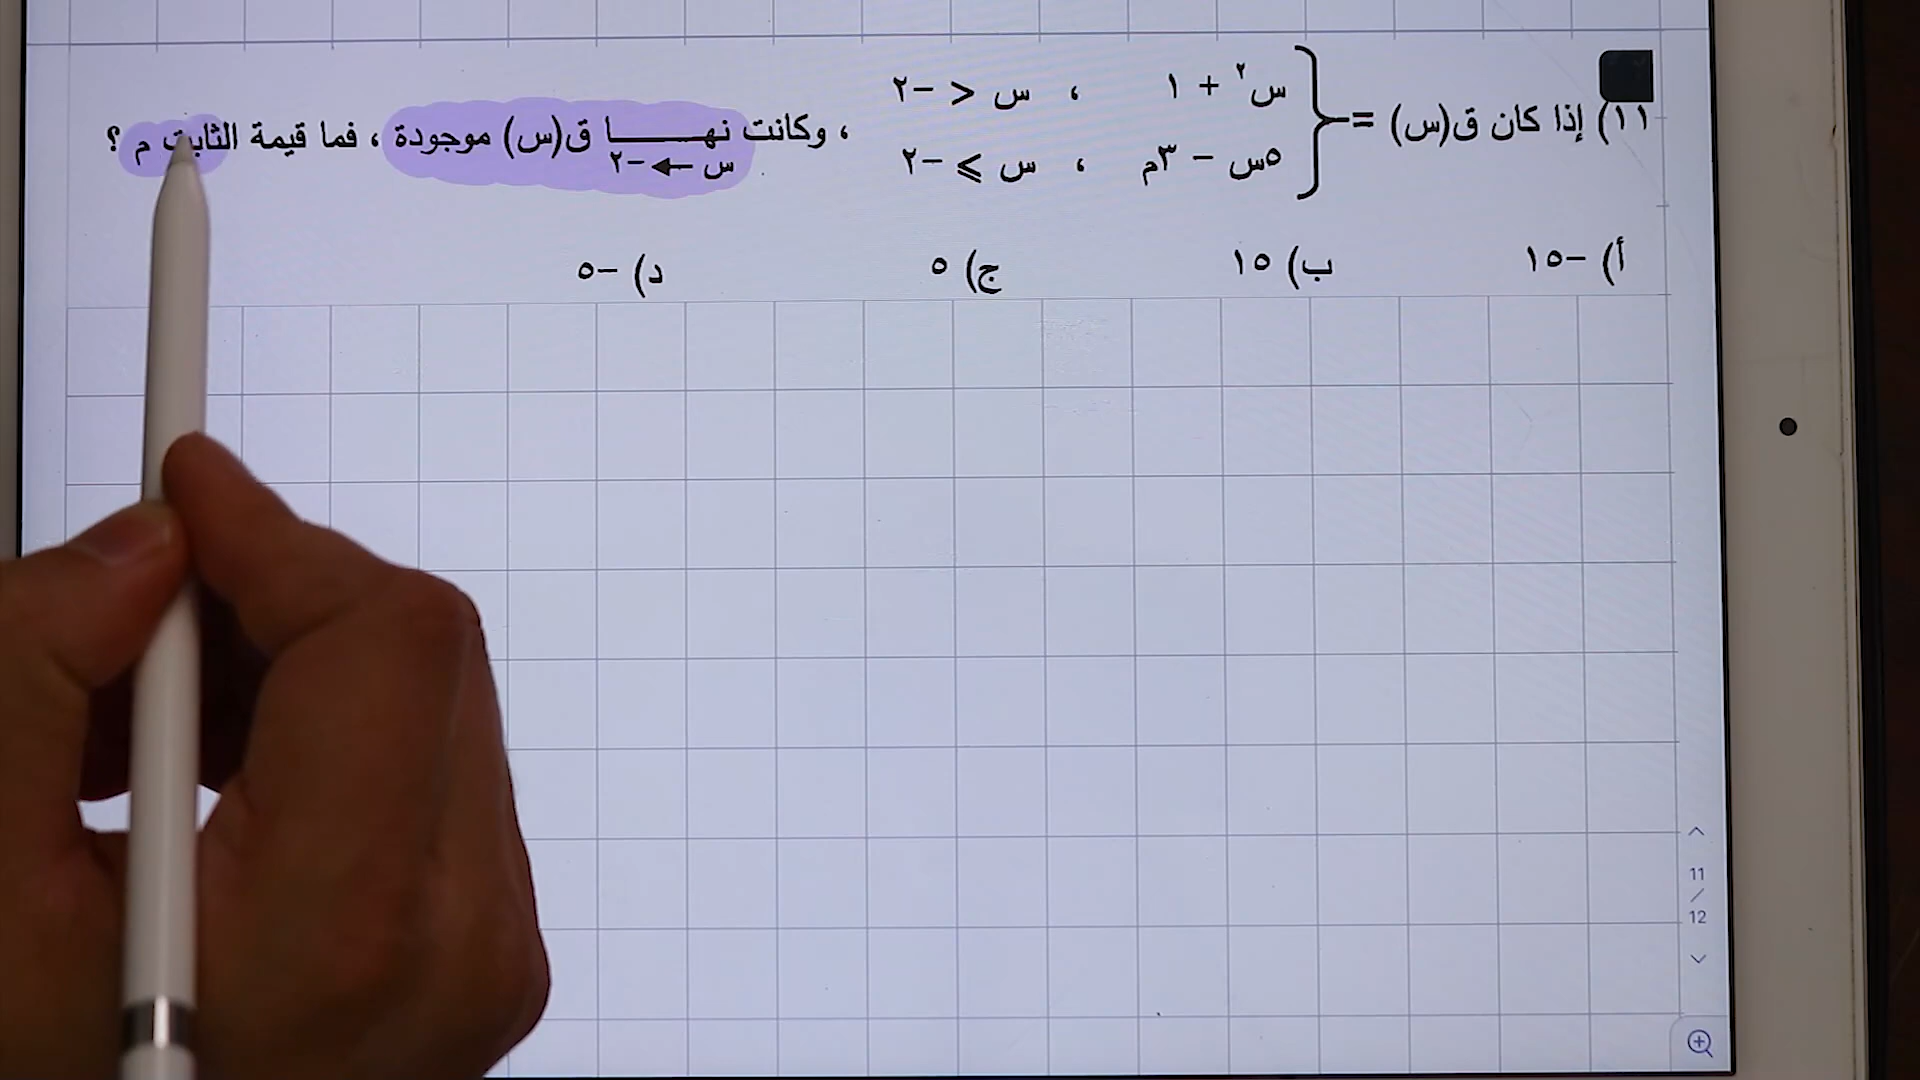 ١١) إذا كان ق(س) = س٢ + ١ ، س > -٢
٥س - ٣م ، س ⩽ -٢
، وكانت نهــــا ق(س) موجودة ، فما قيمة الثابت م ؟
س ← -٢
أ) -١٥ ب) ١٥ ج) ٥ د) -٥
11
/
12